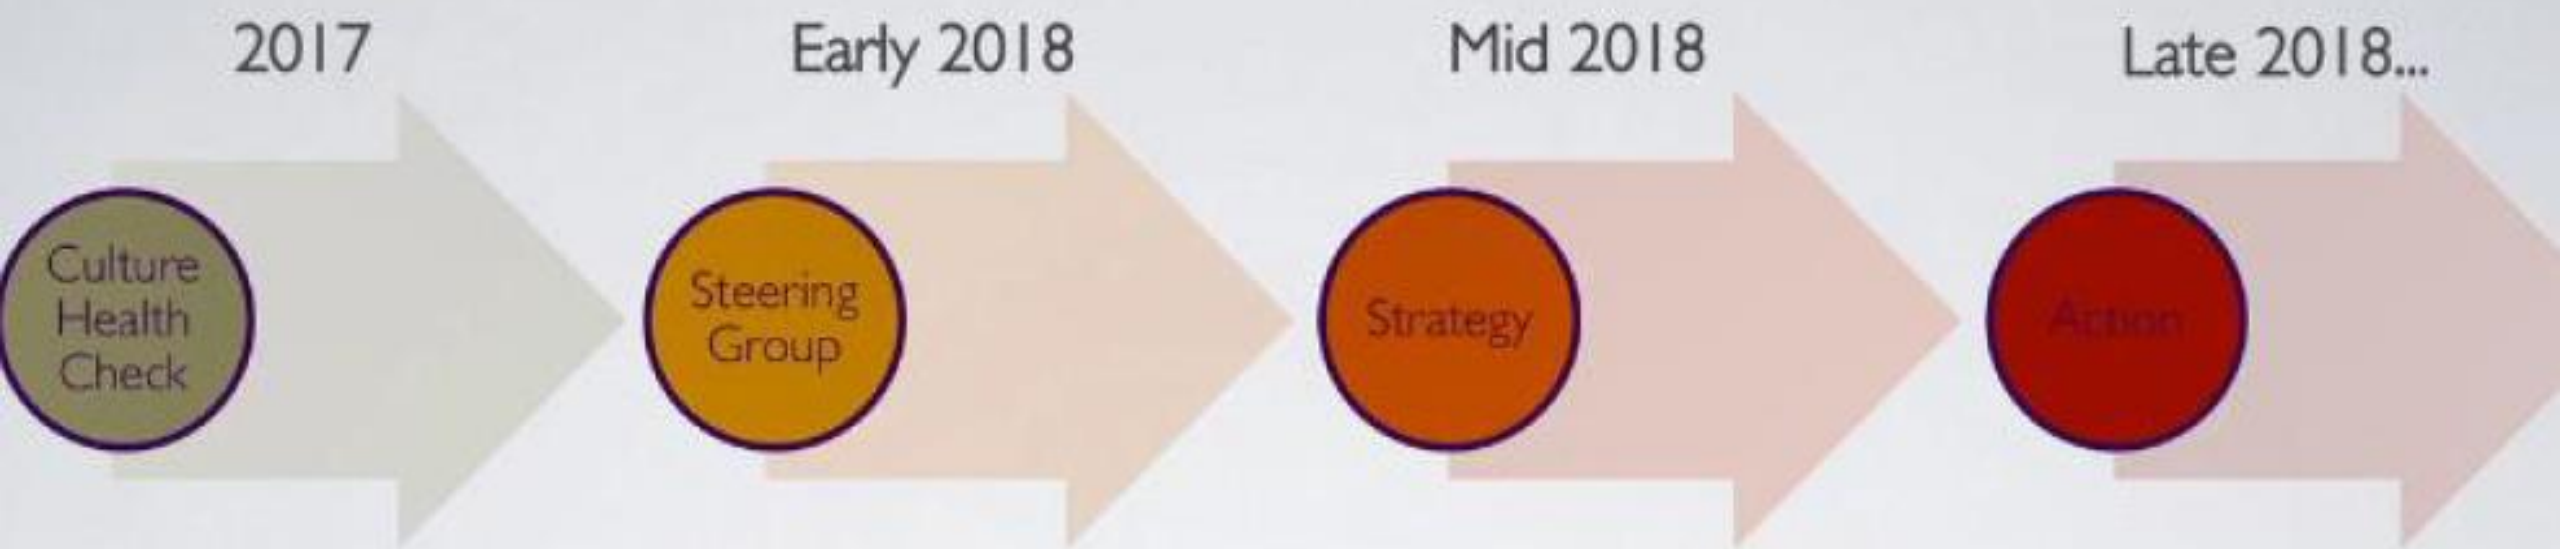 2017
Early 2018
Mid 2018
Late 2018...
Culture
Health
Check
Steering
Group
Strategy
Action